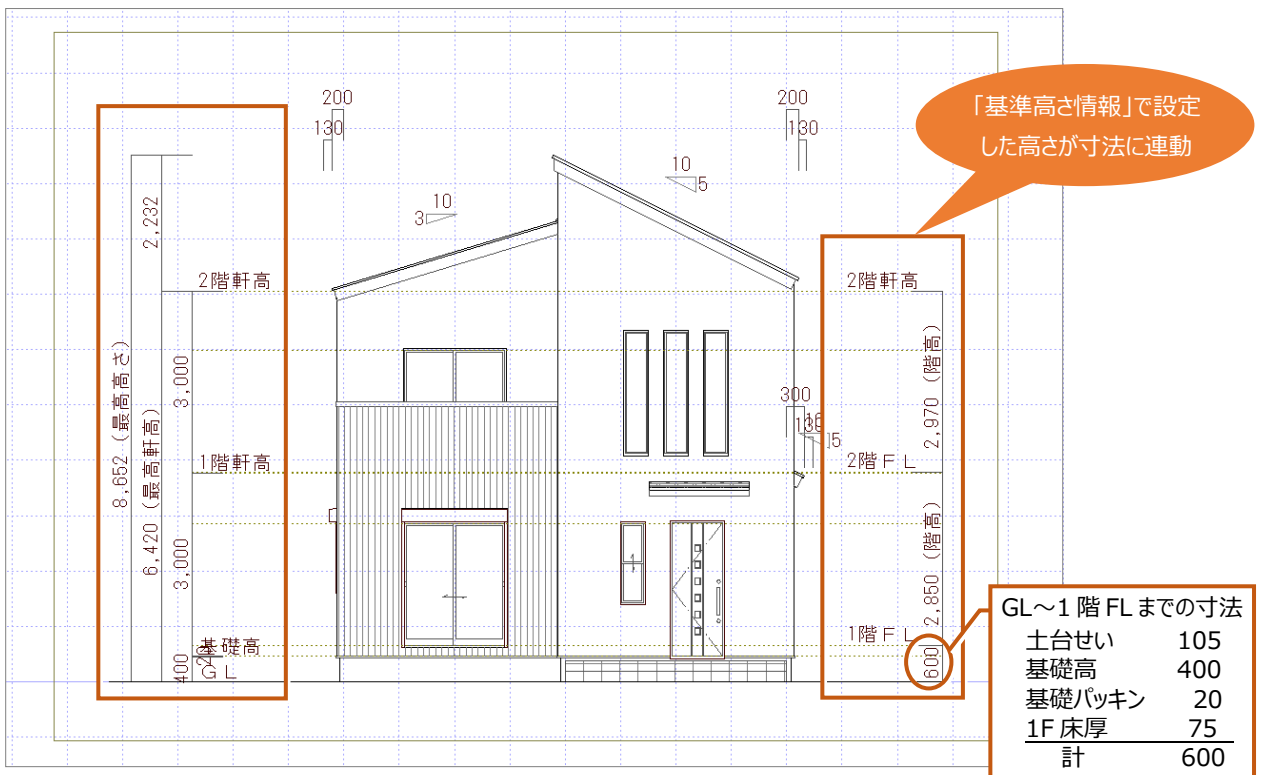 「基準高さ情報」で設定
した高さが寸法に連動
200
130
200
130
10
5
10
3
2,232
2階軒高
2階軒高
8,652 (最高高さ)
6,420 (最高軒高)
3,000
2,970 (階高)
300
130
5
1階軒高
2階FL
3,000
2,850 (階高)
基礎高
1階FL
400
20
GL
600
GL~1階FLまでの寸法
土台せい 105
基礎高 400
基礎パッキン 20
1F床厚 75
計 600